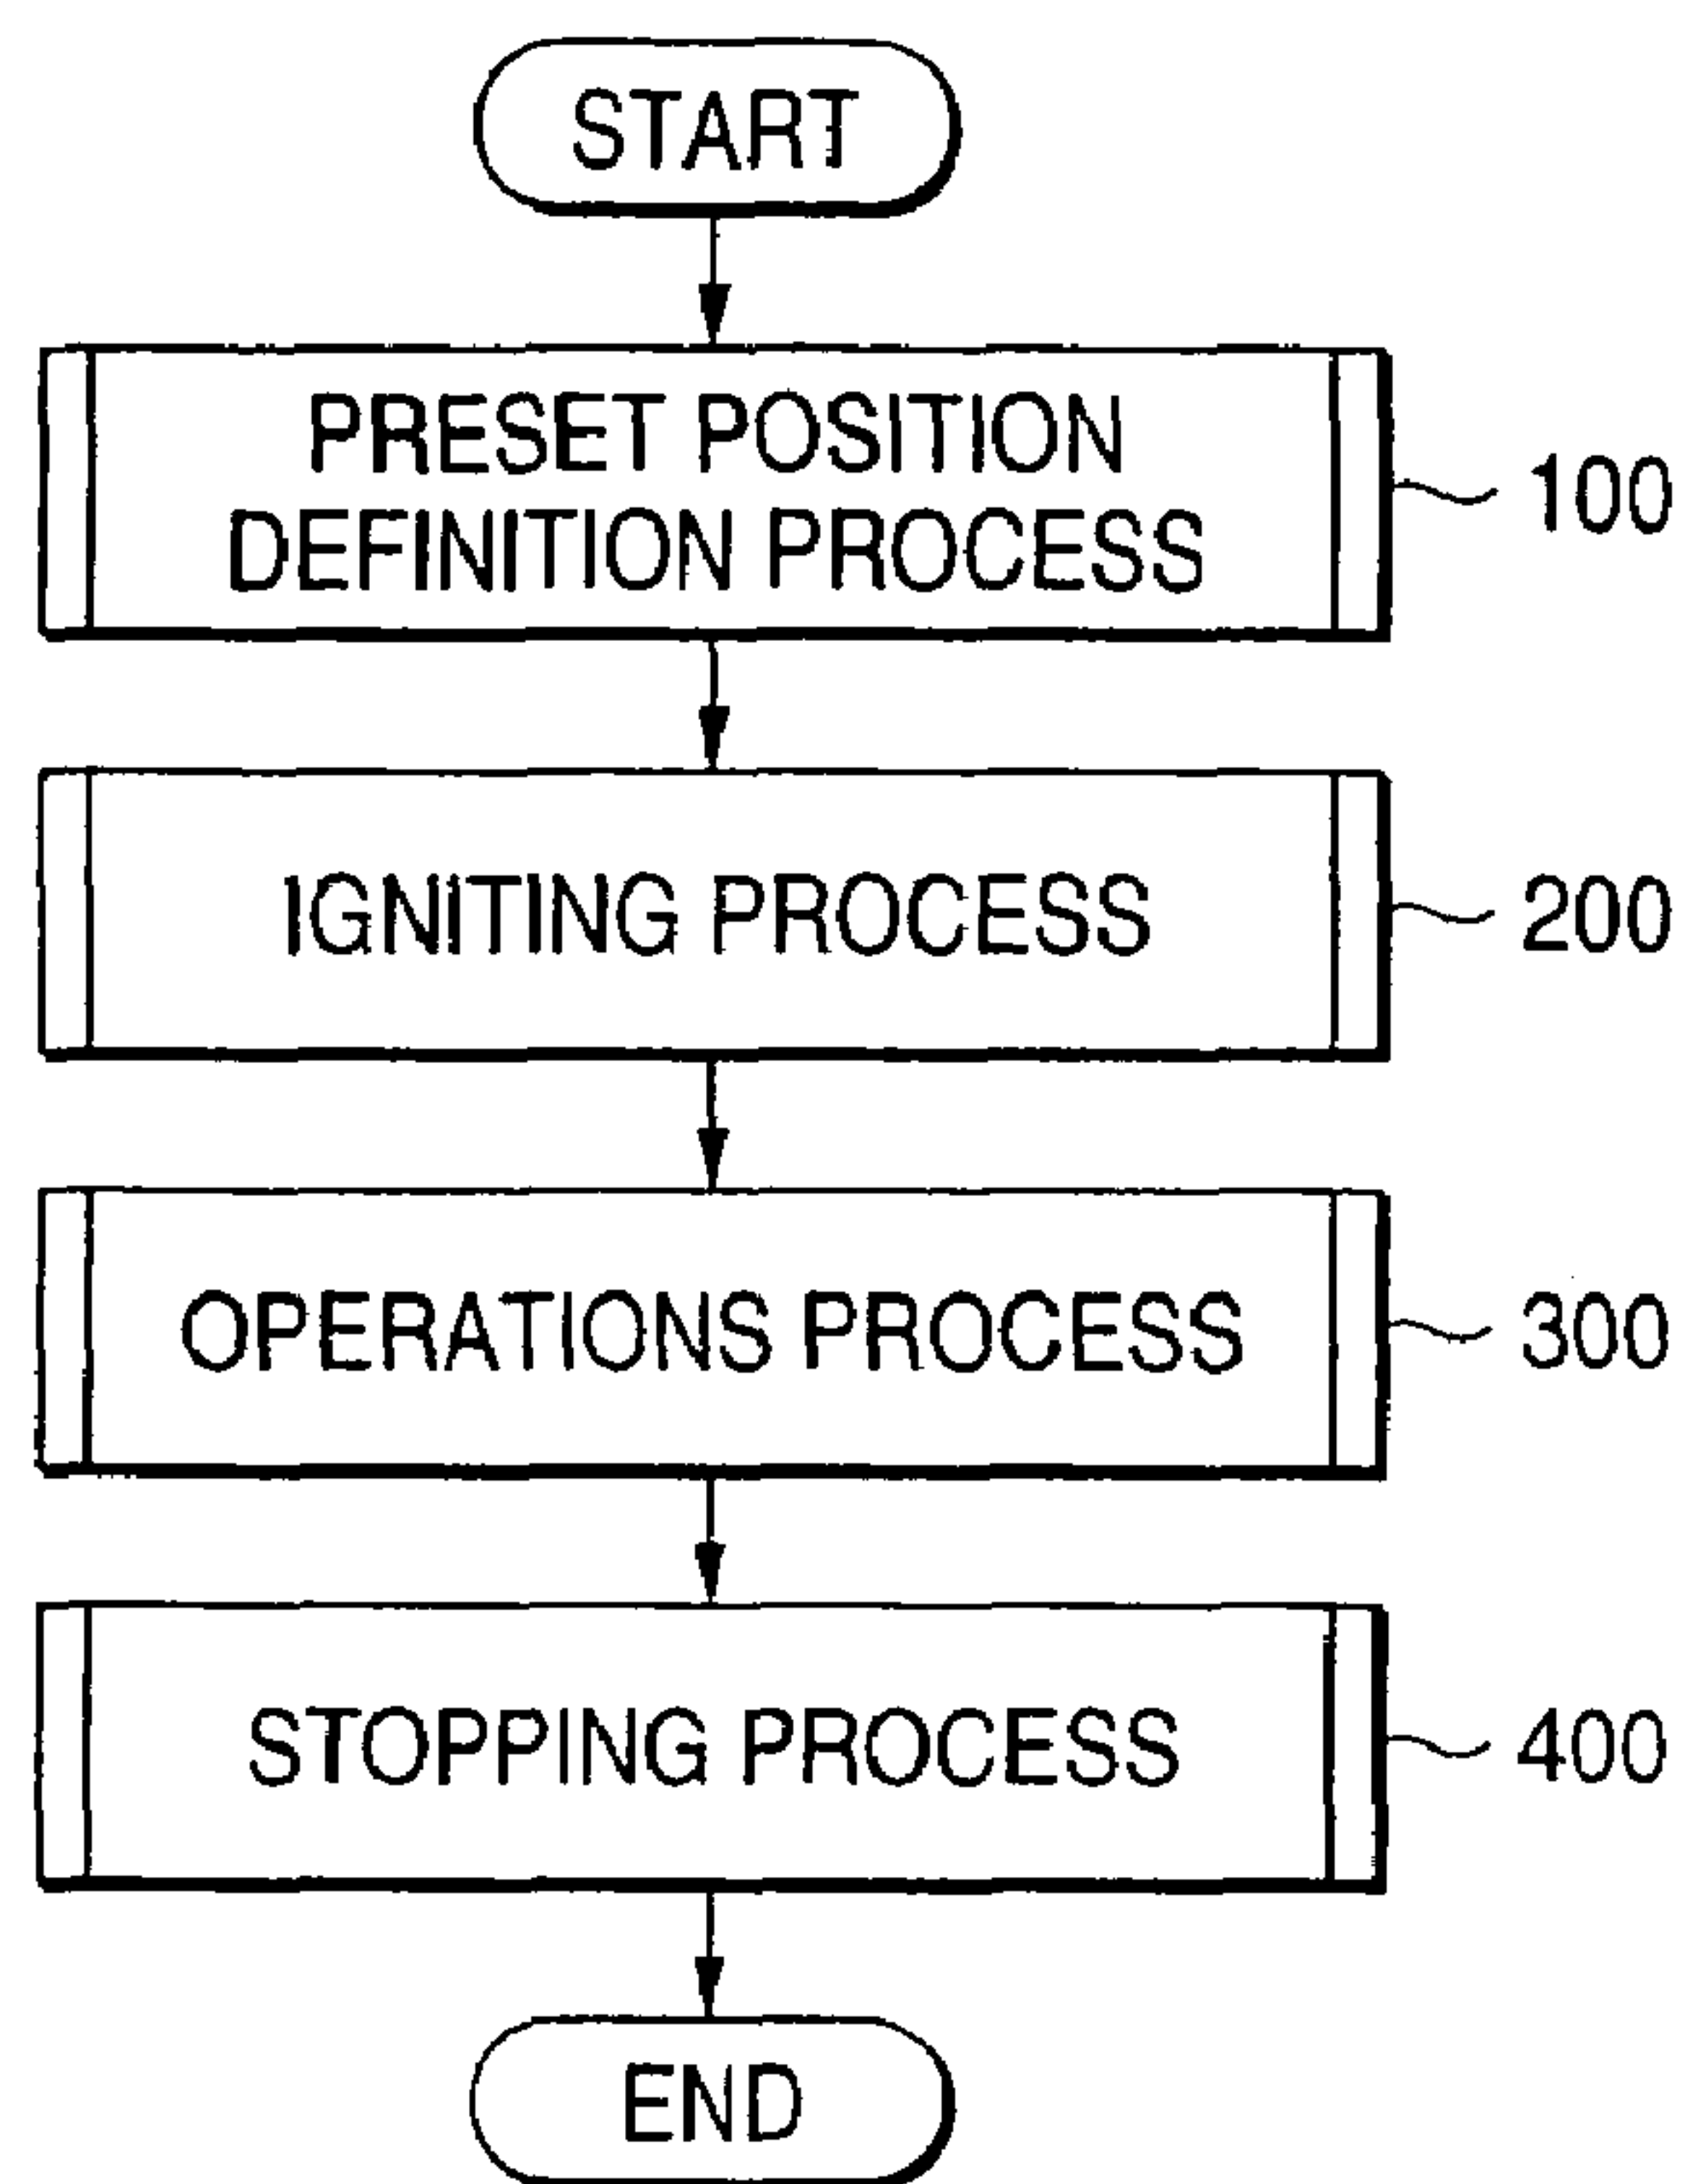 START
PRESET POSITION
DEFINITION PROCESS
100
IGNITING PROCESS
200
OPERATIONS PROCESS
300
STOPPING PROCESS
400
END